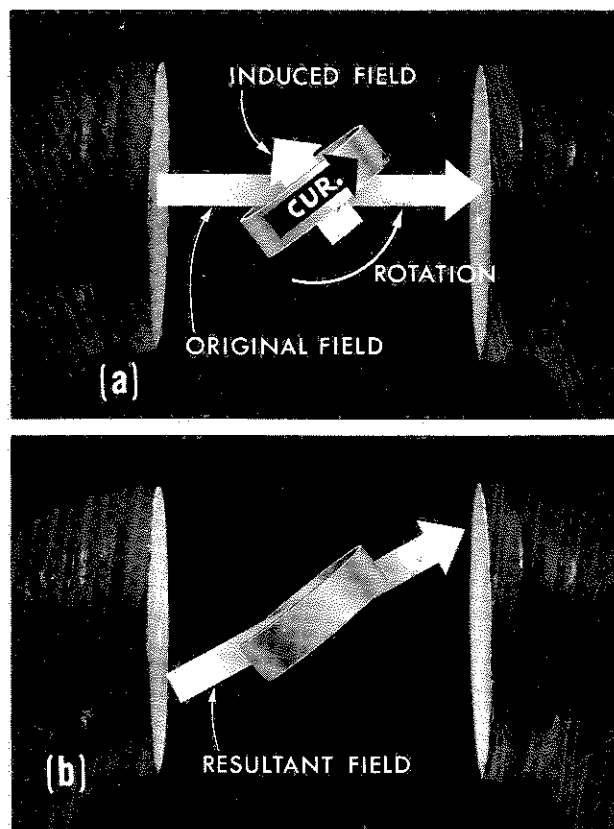 INDUCED FIELD
CUR.
ROTATION
ORIGINAL FIELD
(a)
RESULTANT FIELD
(b)